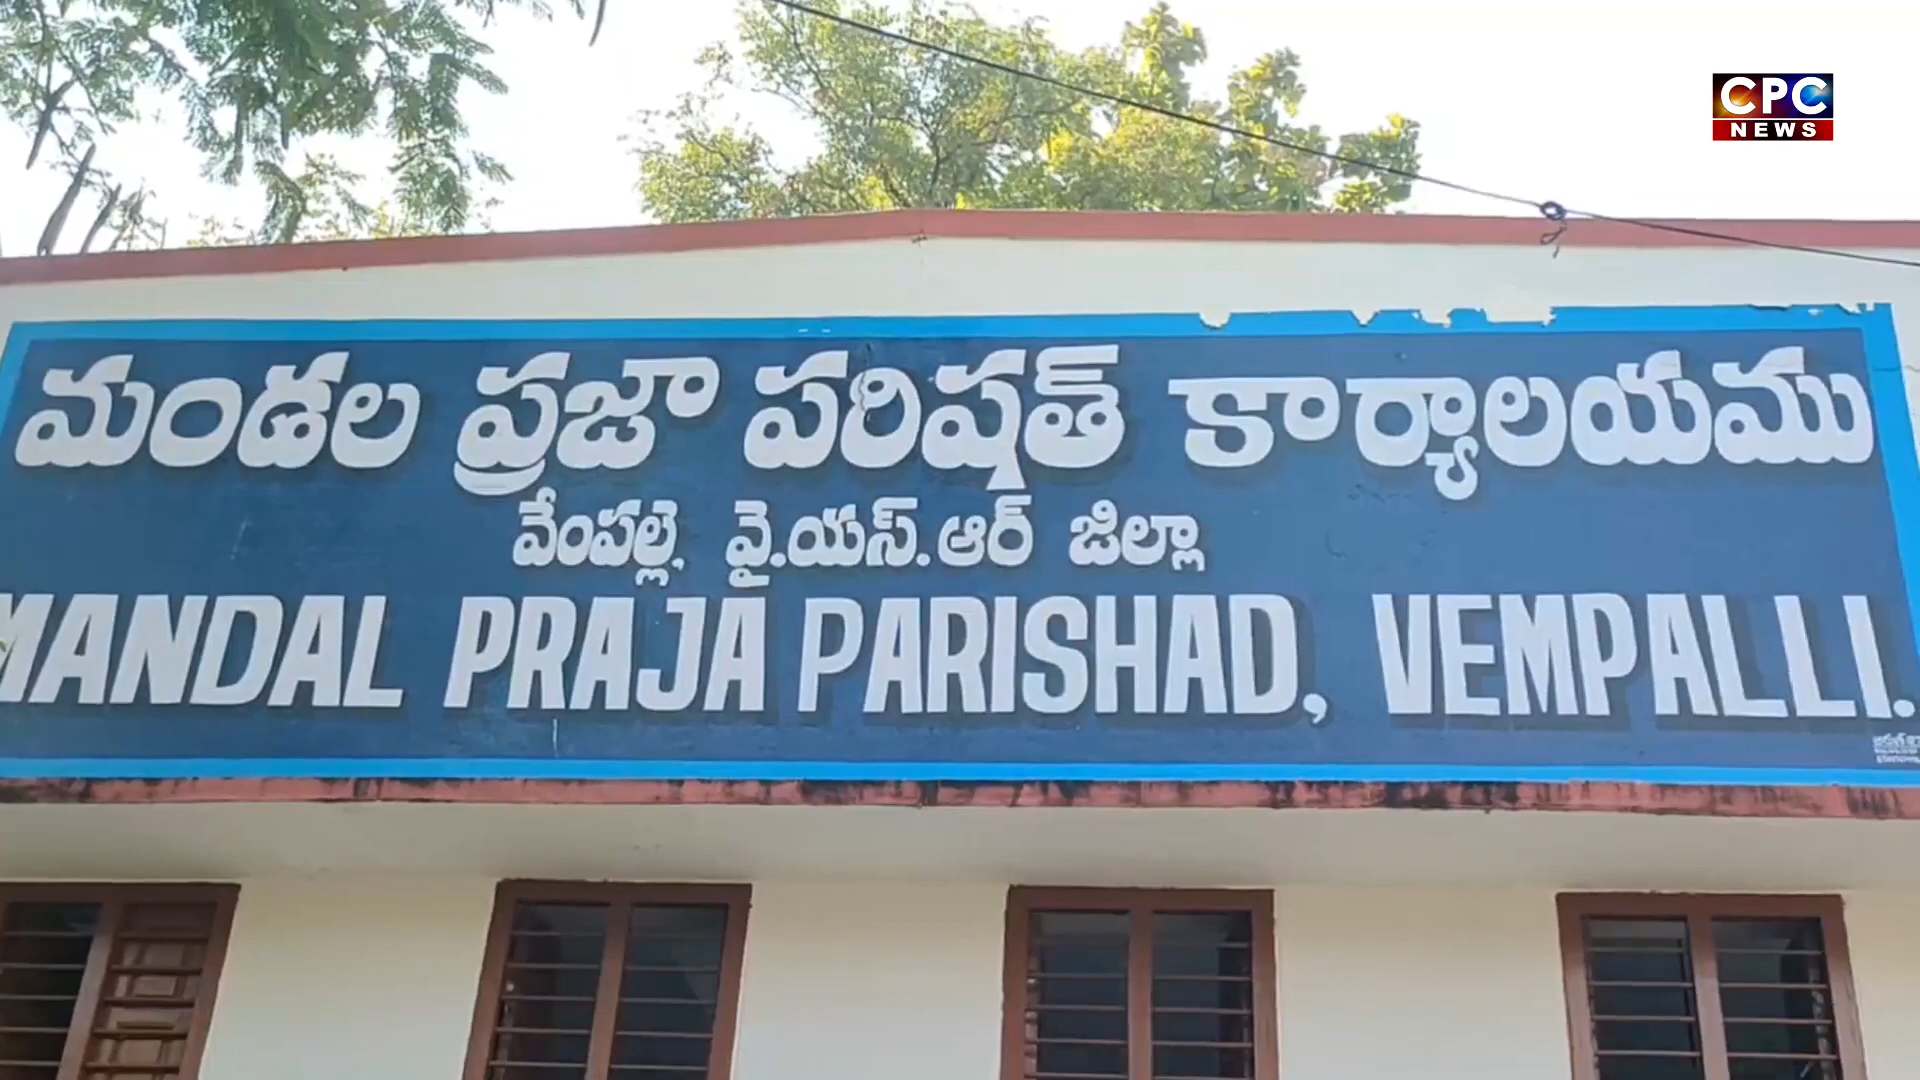 CPC
NEWS
మండల ప్రజా పరిషత్ కార్యాలయము
వేంపల్లె, వై.యస్.ఆర్ జిల్లా
MANDAL PRAJA PARISHAD, VEMPALLI.